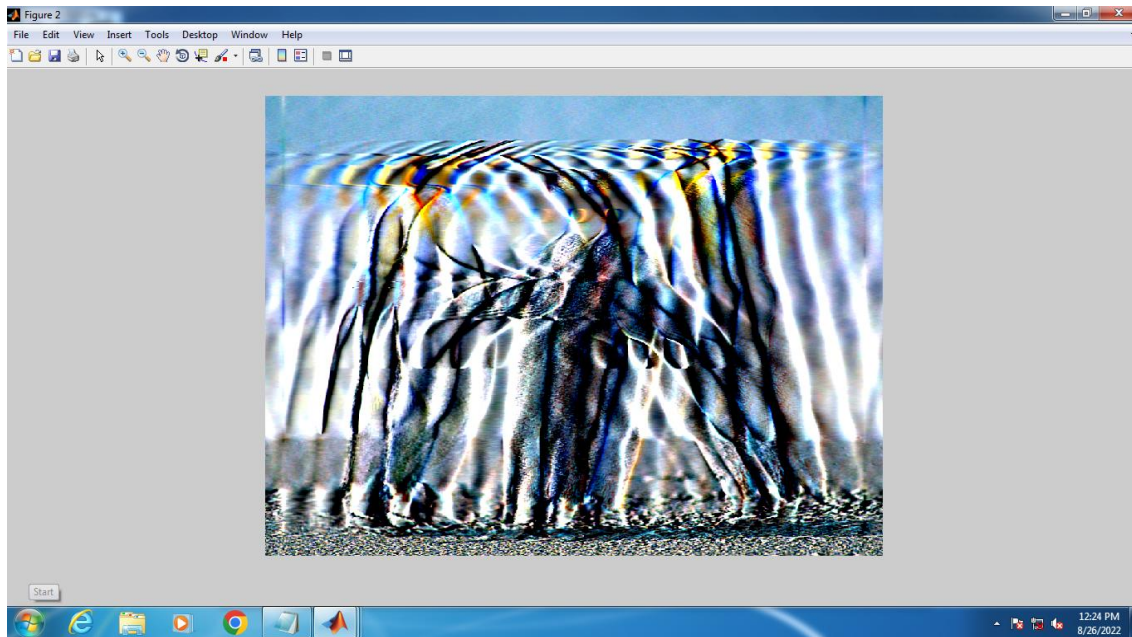 Figure 2
File Edit View Insert Tools Desktop Window Help
Start
12:24 PM
8/26/2022